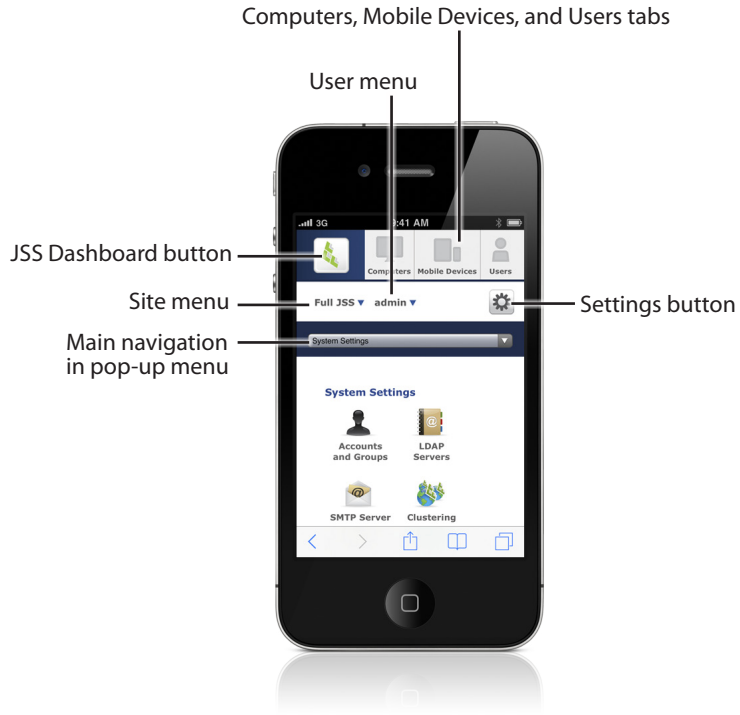 Computers, Mobile Devices, and Users tabs
User menu
3G 9:41 AM
JSS Dashboard button
Computers Mobile Devices Users
Site menu
Full JSS admin
Settings button
Main navigation
in pop-up menu
System Settings
System Settings
Accounts
and Groups
LDAP
Servers
SMTP Server Clustering